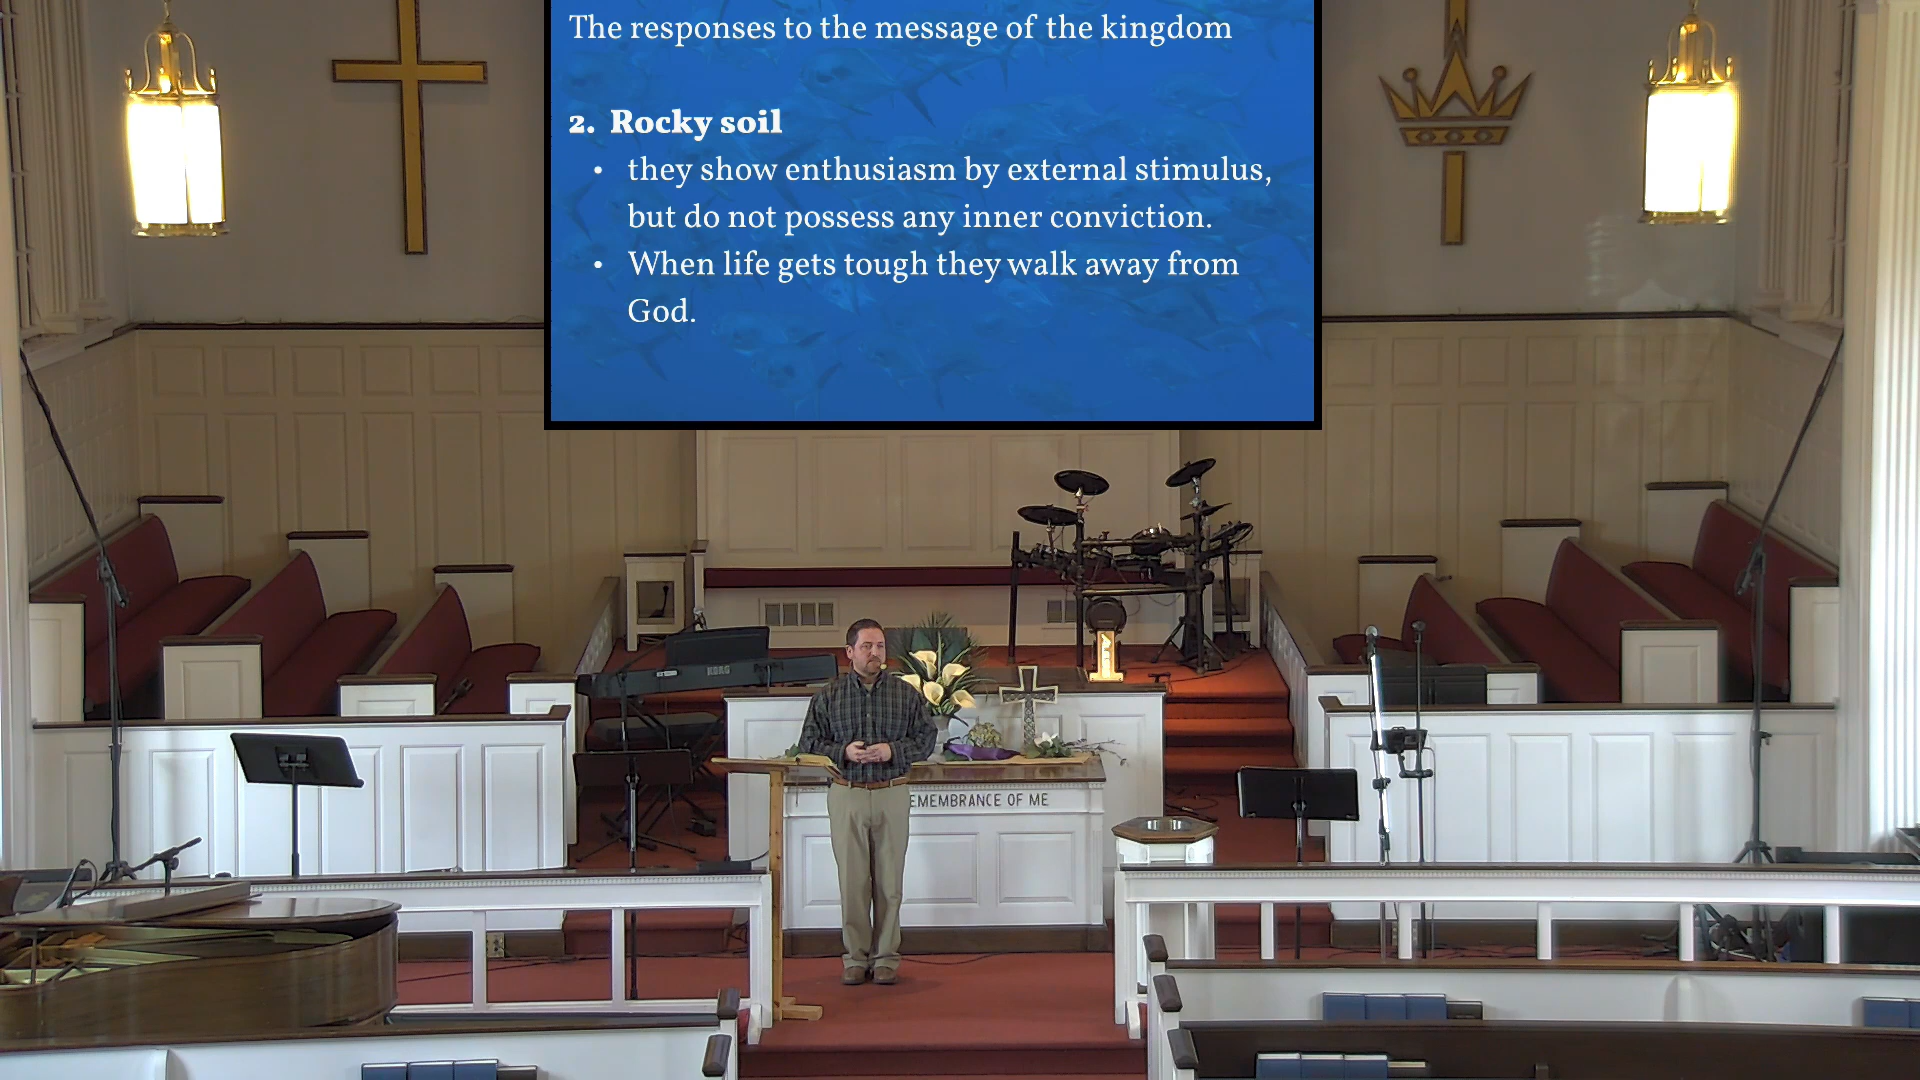 The responses to the message of the kingdom
2. Rocky soil
• they show enthusiasm by external stimulus,
but do not possess any inner conviction.
• When life gets tough they walk away from
God.
KORG
EMEMBRANCE OF ME